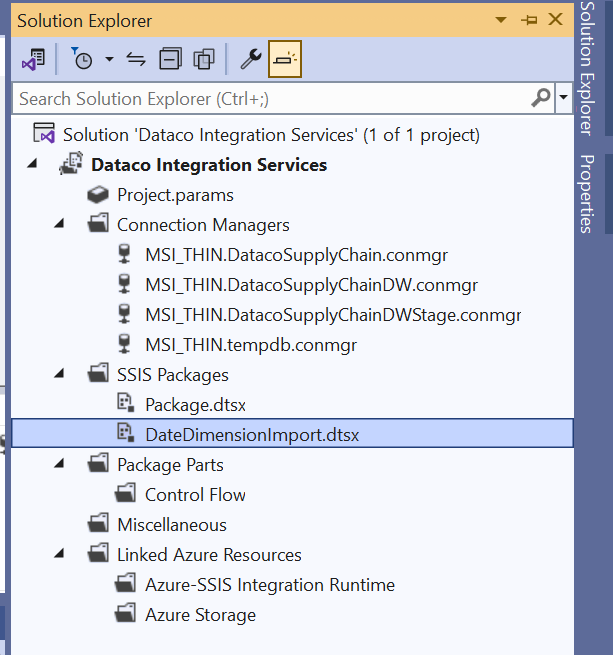 Solution Explorer
Search Solution Explorer (Ctrl+;)
Solution 'Dataco Integration Services' (1 of 1 project)
Dataco Integration Services
Project.params
Connection Managers
MSI_THIN.DatacoSupplyChain.conmgr
MSI_THIN.DatacoSupplyChainDW.conmgr
MSI_THIN.DatacoSupplyChainDWStage.conmgr
MSI_THIN.tempdb.conmgr
SSIS Packages
Package.dtsx
DateDimensionImport.dtsx
Package Parts
Control Flow
Miscellaneous
Linked Azure Resources
Azure-SSIS Integration Runtime
Azure Storage
Solution Explorer
Properties